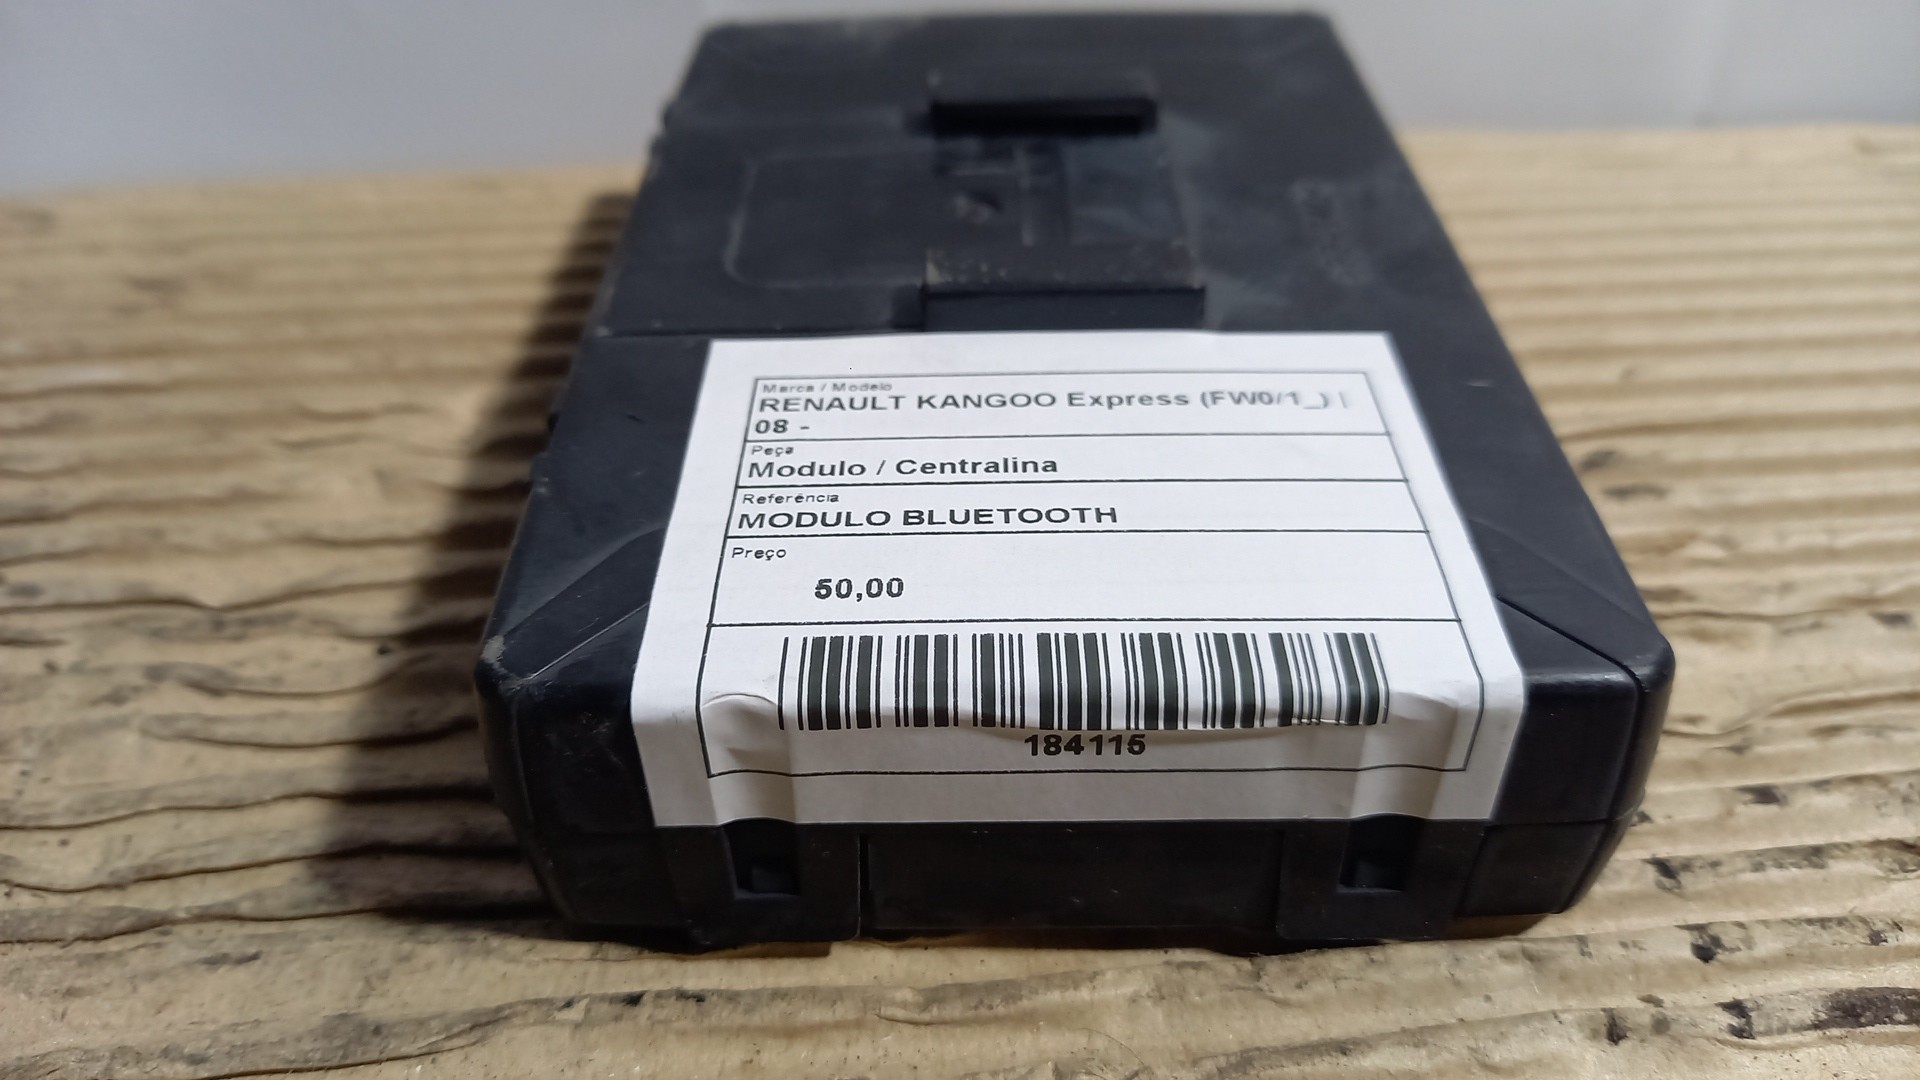 Marca / Modelo
RENAULT KANGOO Express (FW0/1_) |
08 -
Peça
Modulo / Centralina
Referência
MODULO BLUETOOTH
Preço
50,00
184115